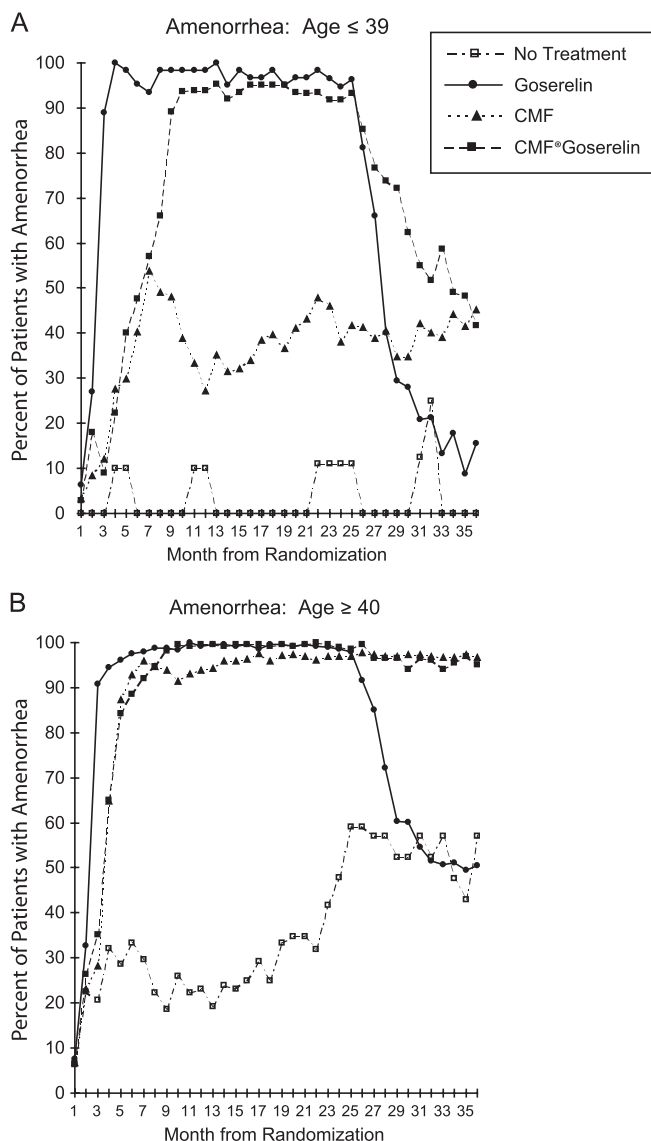 A
Amenorrhea: Age ≤ 39
No Treatment
Goserelin
CMF
CMF®Goserelin
Percent of Patients with Amenorrhea
100
90
80
70
60
50
40
30
20
10
0
1 3 5 7 9 11 13 15 17 19 21 23 25 27 29 31 33 35
Month from Randomization
B
Amenorrhea: Age ≥ 40
Percent of Patients with Amenorrhea
100
90
80
70
60
50
40
30
20
10
0
1 3 5 7 9 11 13 15 17 19 21 23 25 27 29 31 33 35
Month from Randomization